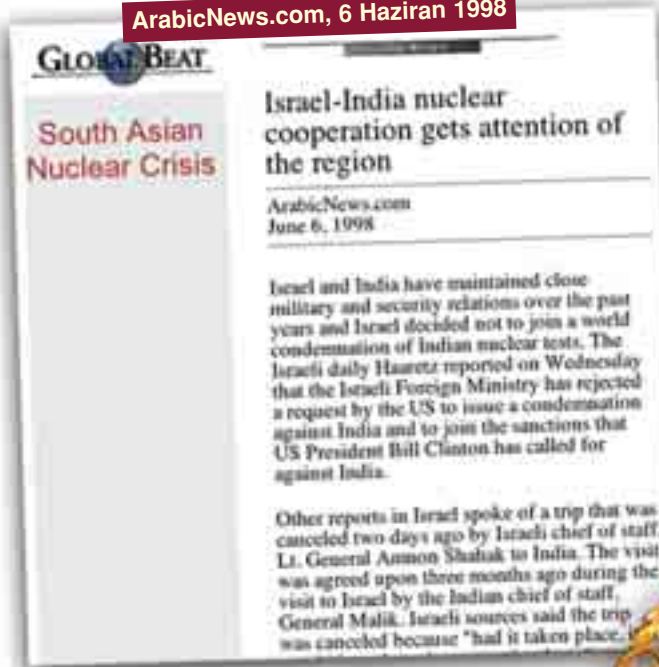 ArabicNews.com, 6 Haziran 1998
GLOBAL BEAT
South Asian
Nuclear Crisis
Israel-India nuclear
cooperation gets attention of
the region
ArabicNews.com
June 6, 1998
Israel and India have maintained close
military and security relations over the past
years and Israel decided not to join a world
condemnation of Indian nuclear tests. The
Israeli daily Haaretz reported on Wednesday
that the Israeli Foreign Ministry has rejected
a request by the US to issue a condemnation
against India and to join the sanctions that
US President Bill Clinton has called for
against India.
Other reports in Israel spoke of a trip that was
canceled two days ago by Israeli chief of staff
Lt. General Amnon Shahak to India. The visit
was agreed upon three months ago during the
visit to Israel by the Indian chief of staff,
General Malik. Israeli sources said the trip
was canceled because "had it taken place,